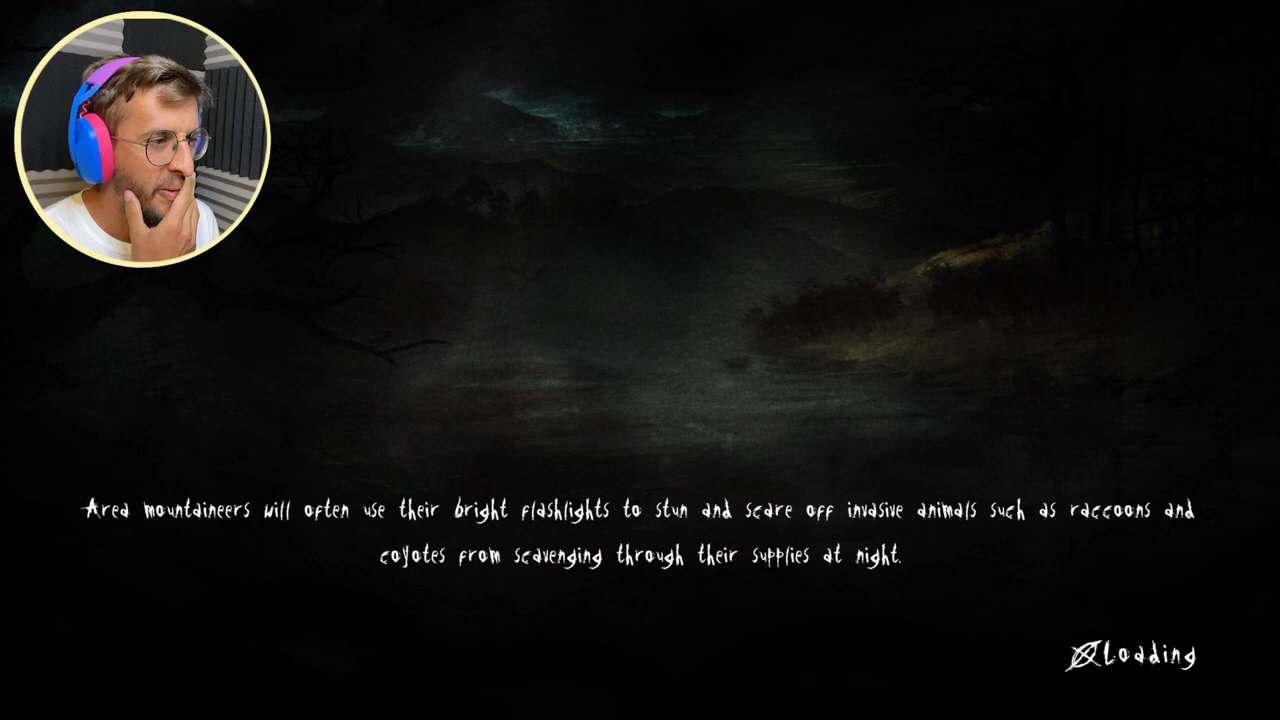 Area mountaineers will often use their bright flashlights to stun and scare off invasive animals such as raccoons and
coyotes from scavenging through their supplies at night.
Loading